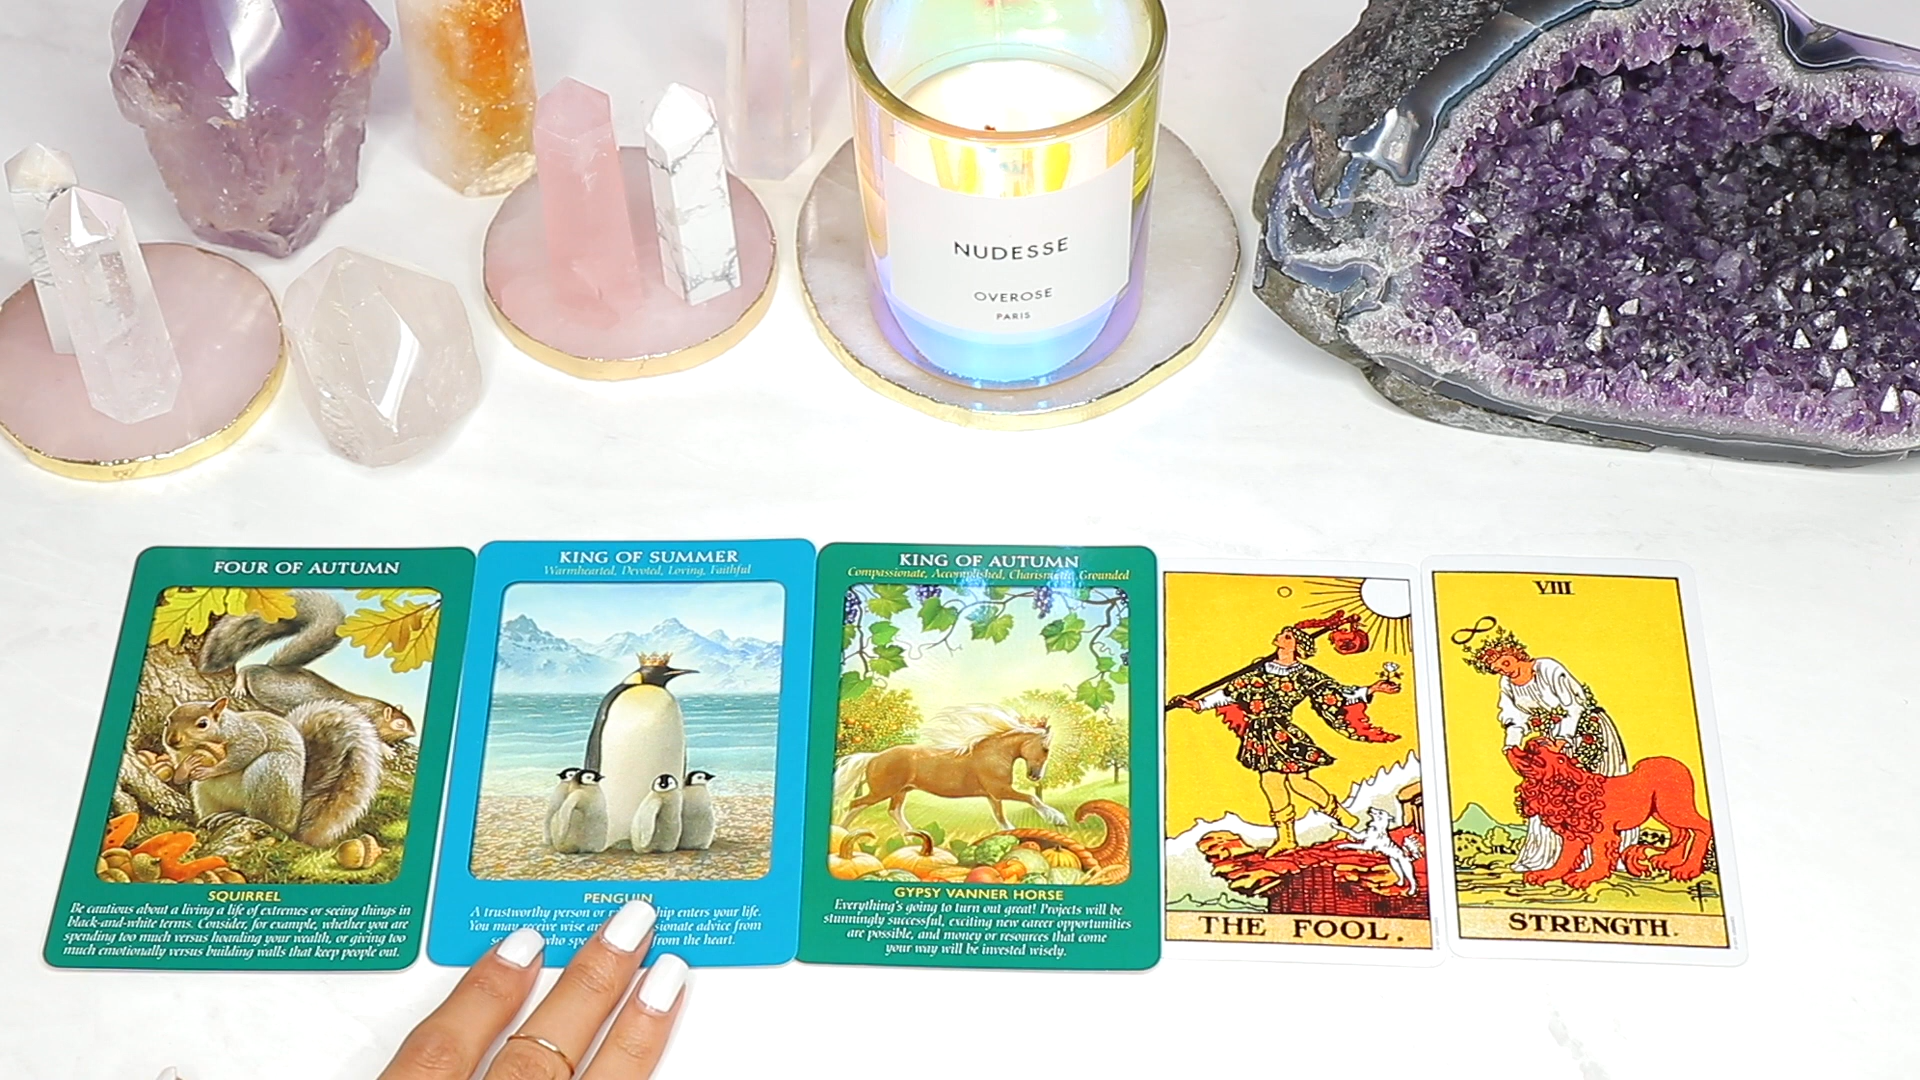 NUDESSE
OVEROSE
PARIS
FOUR OF AUTUMN
SQUIRREL
Be cautious about a living a life of extremes or seeing things in
black-and-white terms. Consider, for example, whether you are
spending too much versus hoarding your wealth, or giving too
much emotionally versus building walls that keep people out.
KING OF SUMMER
Warmhearted, Devoted, Loving, Faithful
PENGUIN
A trustworthy person or ship enters your life.
You may receive wise sionate advice from
who from the heart.
KING OF AUTUMN
Compassionate, Accomplished, Charismatic, Grounded
GYPSY VANNER HORSE
Everything's going to turn out great! Projects will be
stunningly successful, exciting new career opportunities
are possible, and money or resources that come
your way will be invested wisely.
THE FOOL.
VIII
STRENGTH.